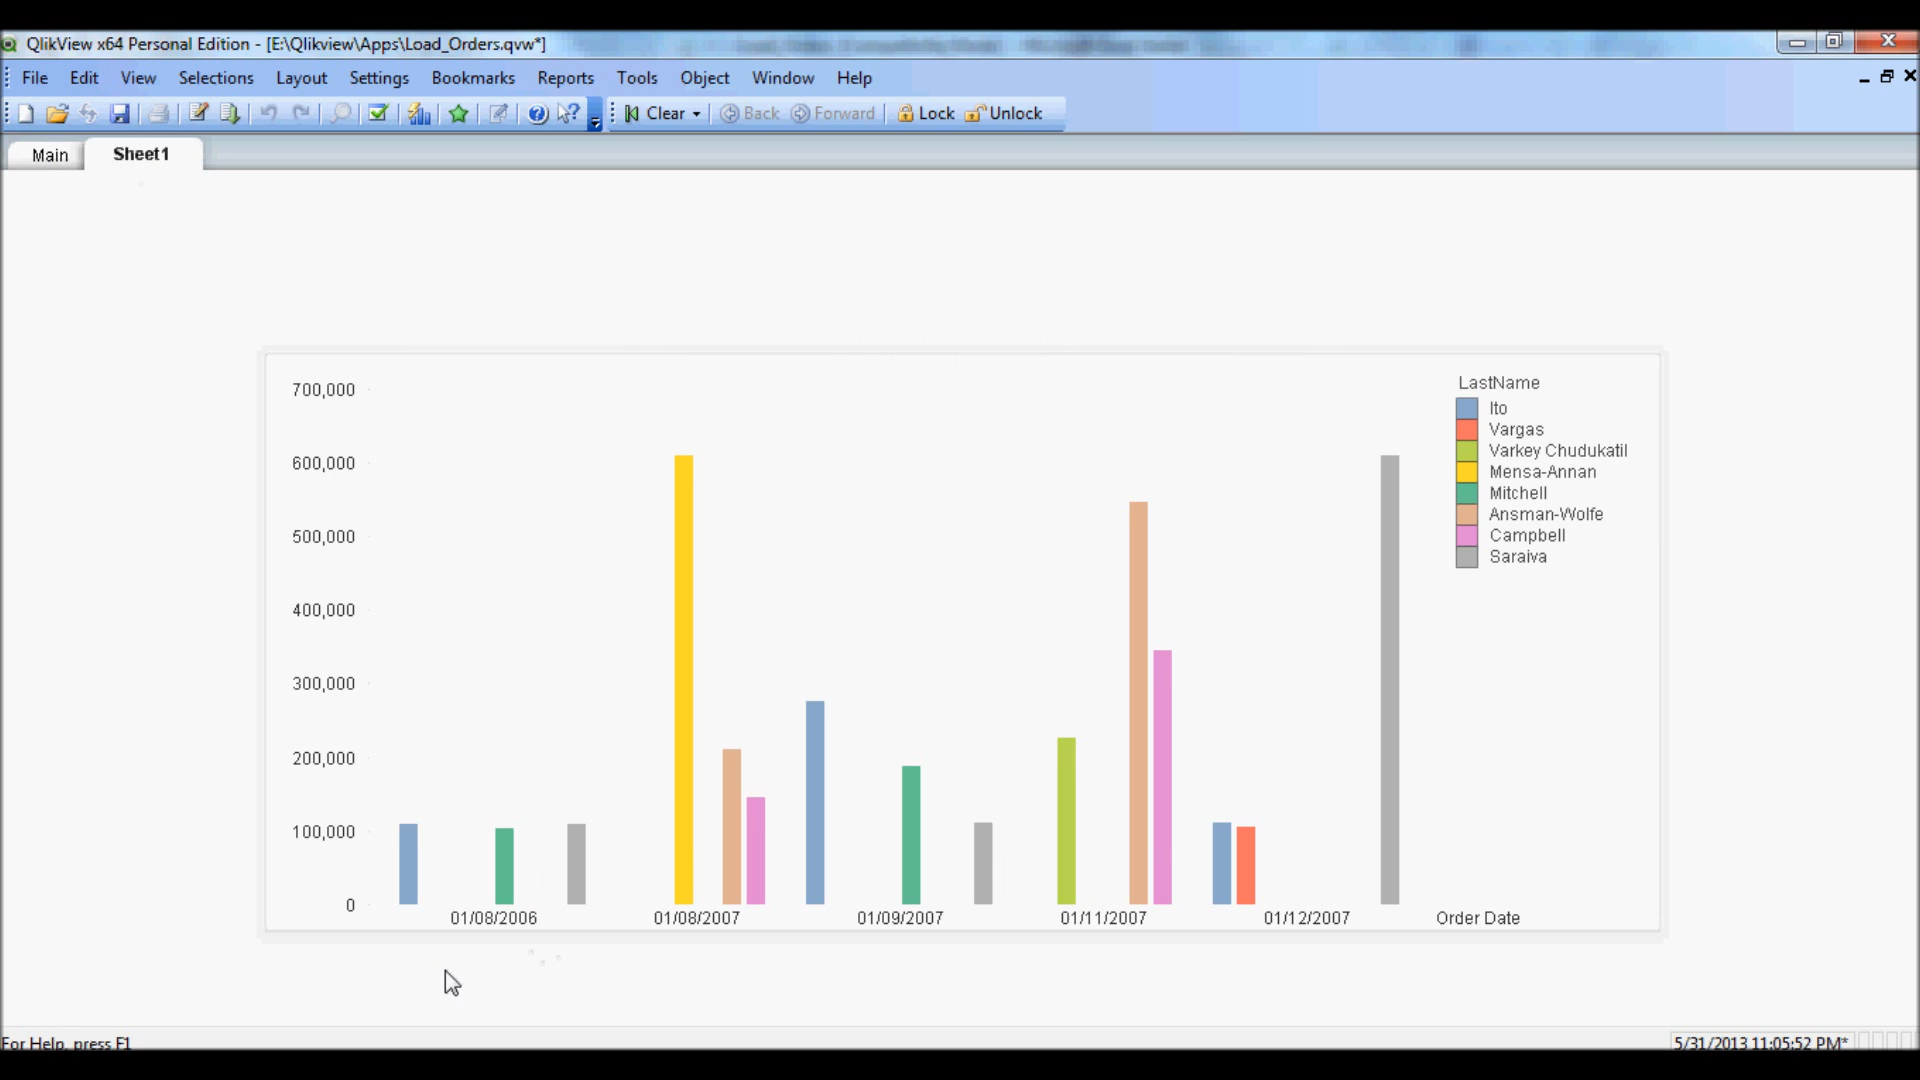 QlikView x64 Personal Edition - [E:\Qlikview\Apps\Load_Orders.qvw*]
File Edit View Selections Layout Settings Bookmarks Reports Tools Object Window Help
Clear Back Forward Lock Unlock
Main Sheet1
700,000
600,000
500,000
400,000
300,000
200,000
100,000
0
LastName
Ito
Vargas
Varkey Chudukatil
Mensa-Annan
Mitchell
Ansman-Wolfe
Campbell
Saraiva
01/08/2006 01/08/2007 01/09/2007 01/11/2007 01/12/2007 Order Date
For Help, press F1
5/31/2013 11:05:52 PM*